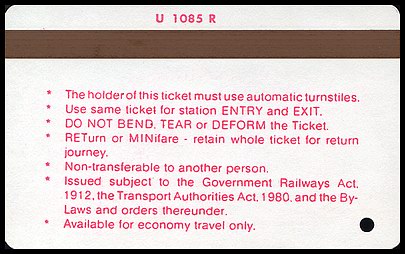 U 1085 R
* The holder of this ticket must use automatic turnstiles.
* Use same ticket for station ENTRY and EXIT.
* DO NOT BEND, TEAR or DEFORM the Ticket.
* RETurn or MINifare - retain whole ticket for return
journey.
* Non-transferable to another person.
* Issued subject to the Government Railways Act,
1912, the Transport Authorities Act, 1980, and the By-
Laws and orders thereunder.
* Available for economy travel only.